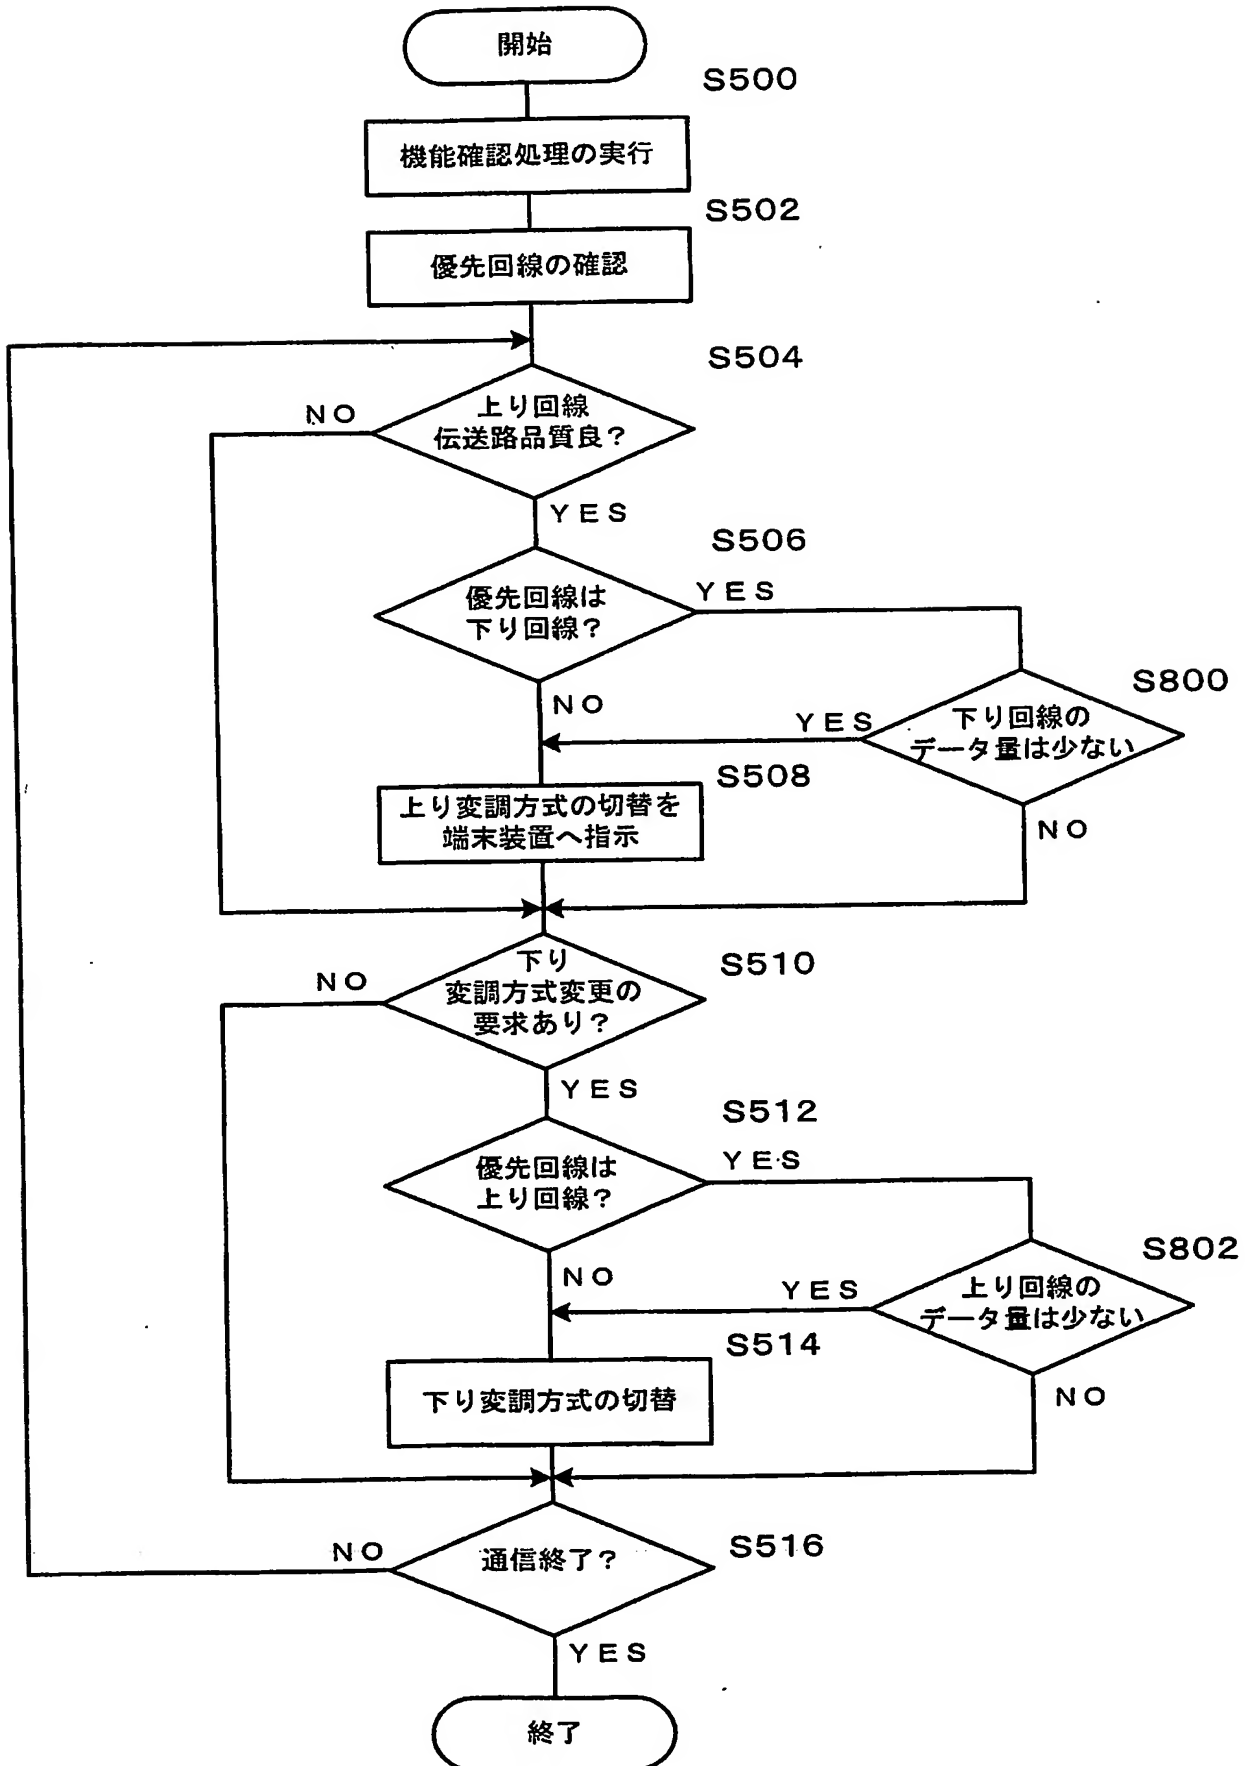 開始
S500
機能確認処理の実行
S502
優先回線の確認
S504
上り回線
伝送路品質良？
NO
YES
S506
優先回線は
下り回線？
YES
NO
S800
下り回線の
データ量は少ない
YES
NO
S508
上り変調方式の切替を
端末装置へ指示
S510
下り
変調方式変更の
要求あり？
NO
YES
S512
優先回線は
上り回線？
YES
NO
S802
上り回線の
データ量は少ない
YES
NO
S514
下り変調方式の切替
S516
通信終了？
NO
YES
終了